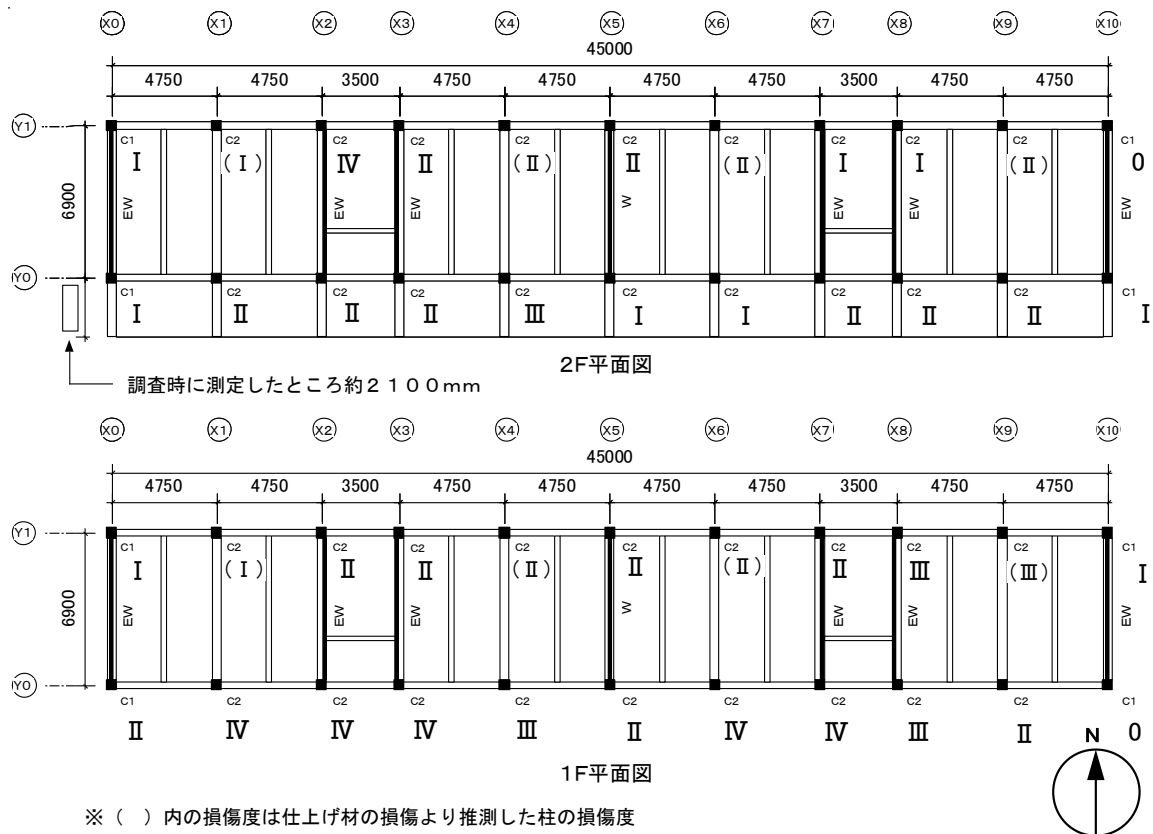 X0 X1 X2 X3 X4 X5 X6 X7 X8 X9 X10
45000
4750 4750 3500 4750 4750 4750 4750 3500 4750 4750
Y1
C1 C2 C2 C2 C2 C2 C2 C2 C2 C2 C1
Ⅰ (Ⅰ) Ⅳ Ⅱ (Ⅱ) Ⅱ (Ⅱ) Ⅰ Ⅰ (Ⅱ) 0
6900
EW EW EW W EW EW EW
Y0
C1 C2 C2 C2 C2 C2 C2 C2 C2 C2 C1
Ⅰ Ⅱ Ⅱ Ⅱ Ⅲ Ⅰ Ⅰ Ⅱ Ⅱ Ⅱ Ⅰ
2F平面図
調査時に測定したところ約2100mm
X0 X1 X2 X3 X4 X5 X6 X7 X8 X9 X10
45000
4750 4750 3500 4750 4750 4750 4750 3500 4750 4750
Y1
C1 C2 C2 C2 C2 C2 C2 C2 C2 C2 C1
Ⅰ (Ⅰ) Ⅱ Ⅱ (Ⅱ) Ⅱ (Ⅱ) Ⅱ Ⅲ (Ⅲ) Ⅰ
6900
EW EW EW W EW EW EW
Y0
C1 C2 C2 C2 C2 C2 C2 C2 C2 C2 C1
Ⅱ Ⅳ Ⅳ Ⅳ Ⅲ Ⅱ Ⅳ Ⅳ Ⅲ Ⅱ 0
N
1F平面図
※( )内の損傷度は仕上げ材の損傷より推測した柱の損傷度